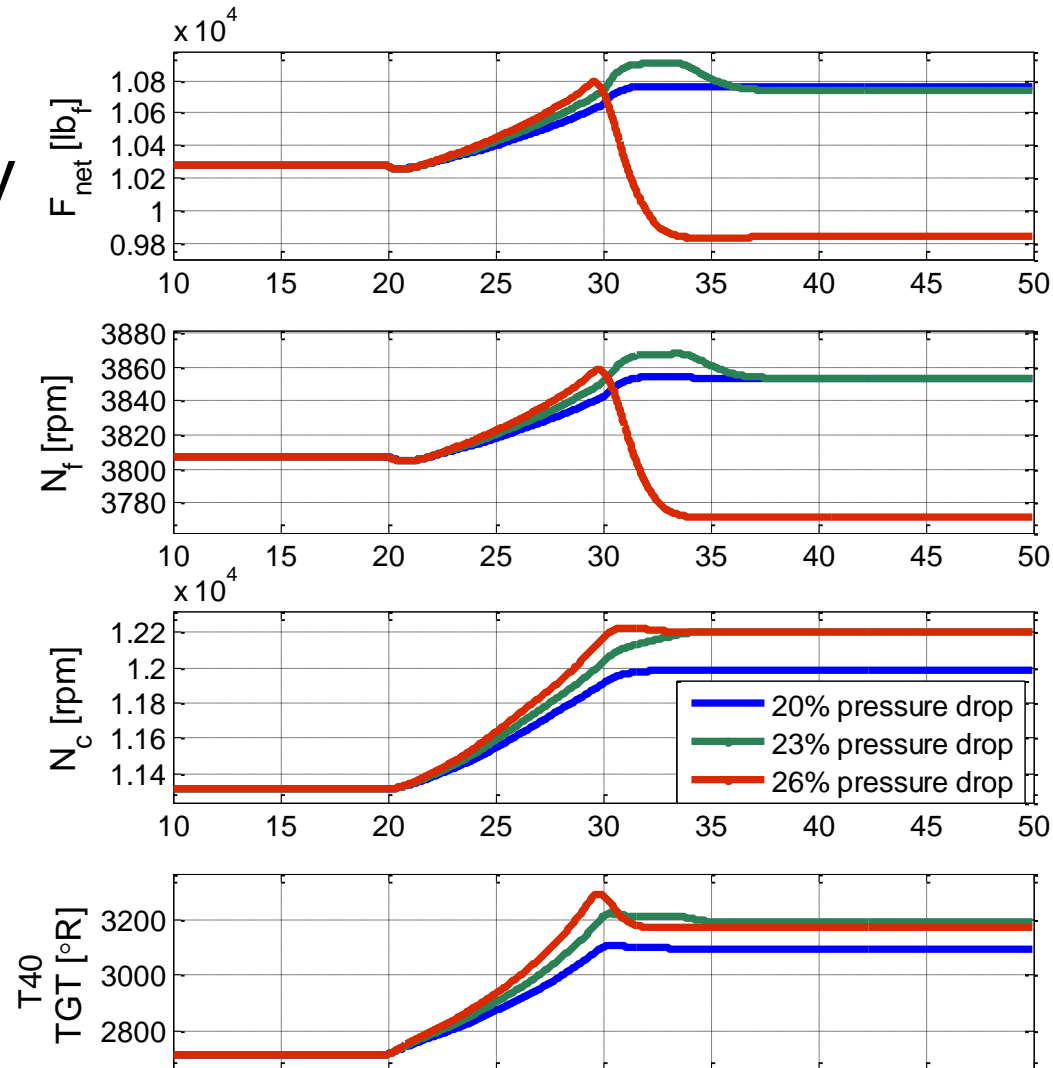 x 10^4
y
F_net [lb_f]
1.08
1.06
1.04
1.02
1
0.98
10 15 20 25 30 35 40 45 50
N_f [rpm]
3880
3860
3840
3820
3800
3780
10 15 20 25 30 35 40 45 50
x 10^4
N_c [rpm]
1.22
1.2
1.18
1.16
1.14
20% pressure drop
23% pressure drop
26% pressure drop
10 15 20 25 30 35 40 45 50
T40
TGT [°R]
3200
3000
2800